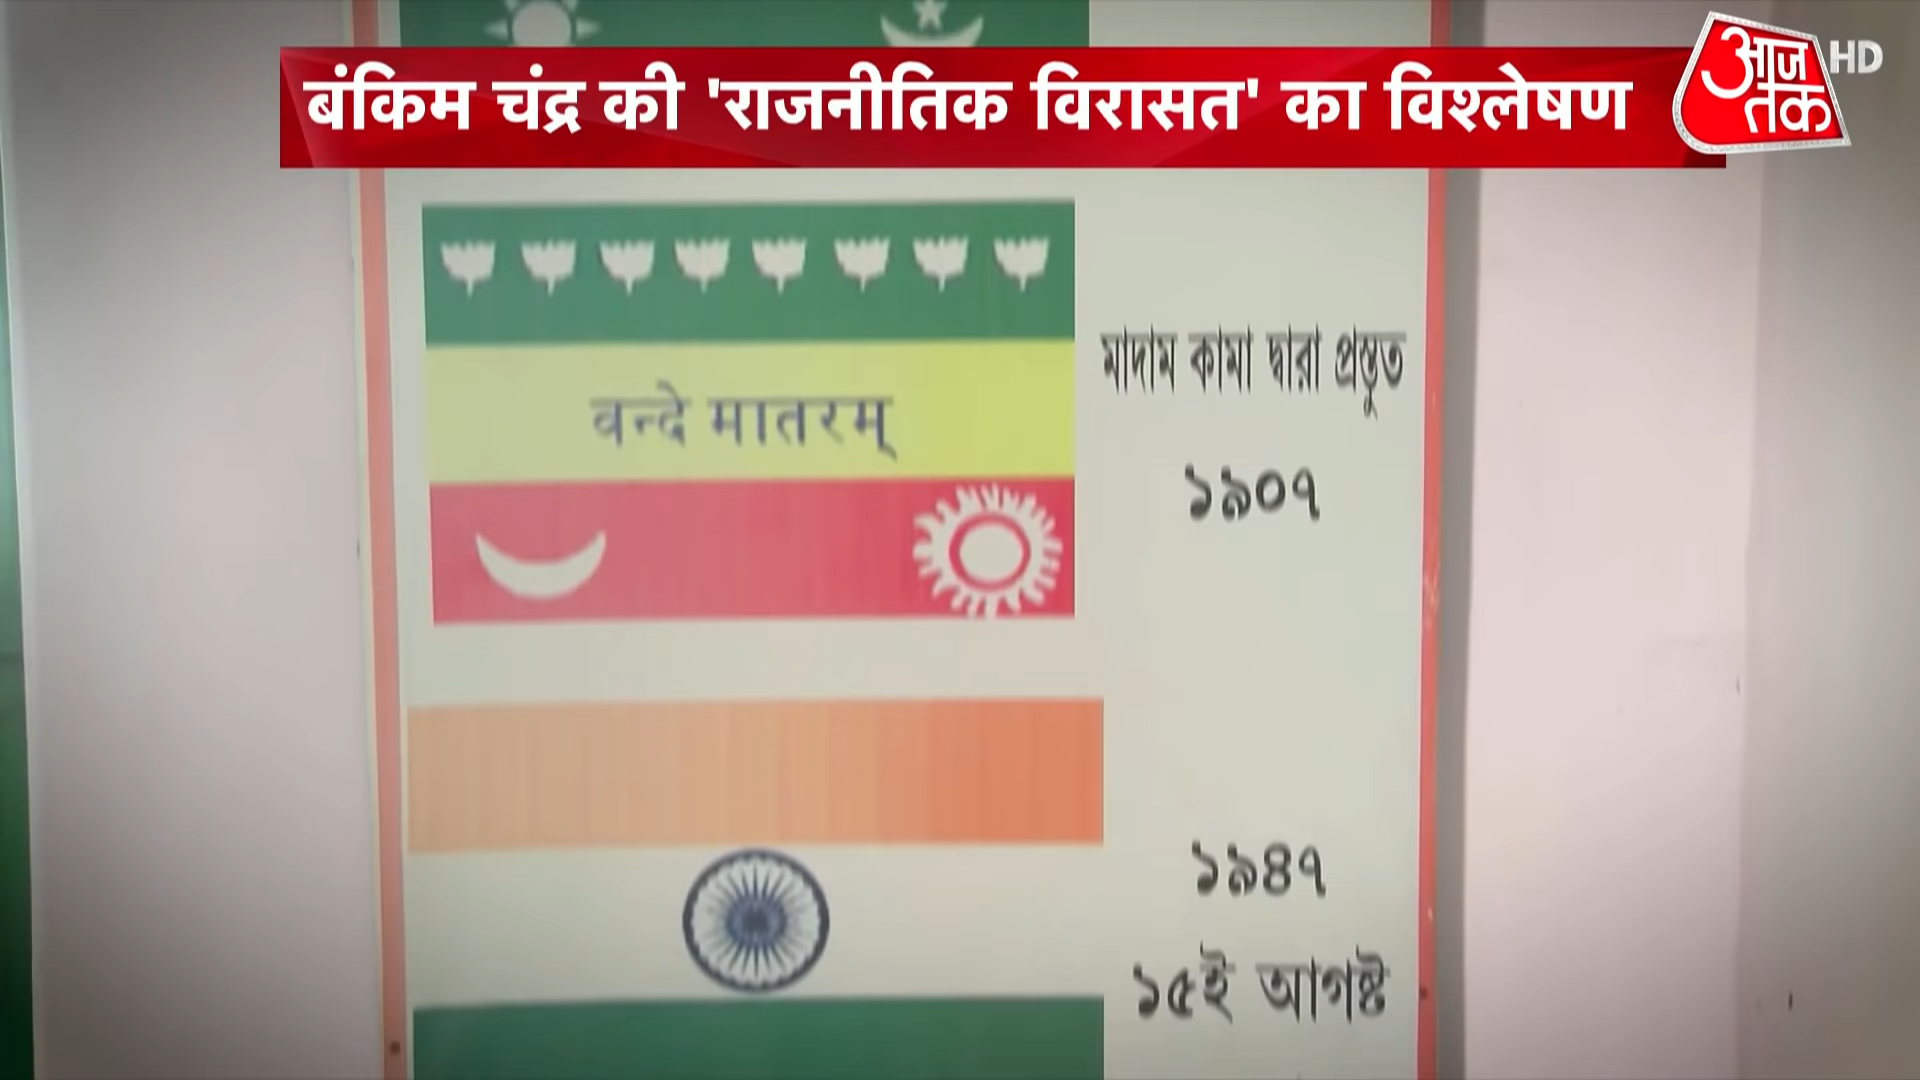 बंकिम चंद्र की 'राजनीतिक विरासत' का विश्लेषण
आज तक HD
वन्दे मातरम्
মাদাম কামা দ্বারা প্রস্তুত
১৯০৭
১৯৪৭
১৫ই আগষ্ট